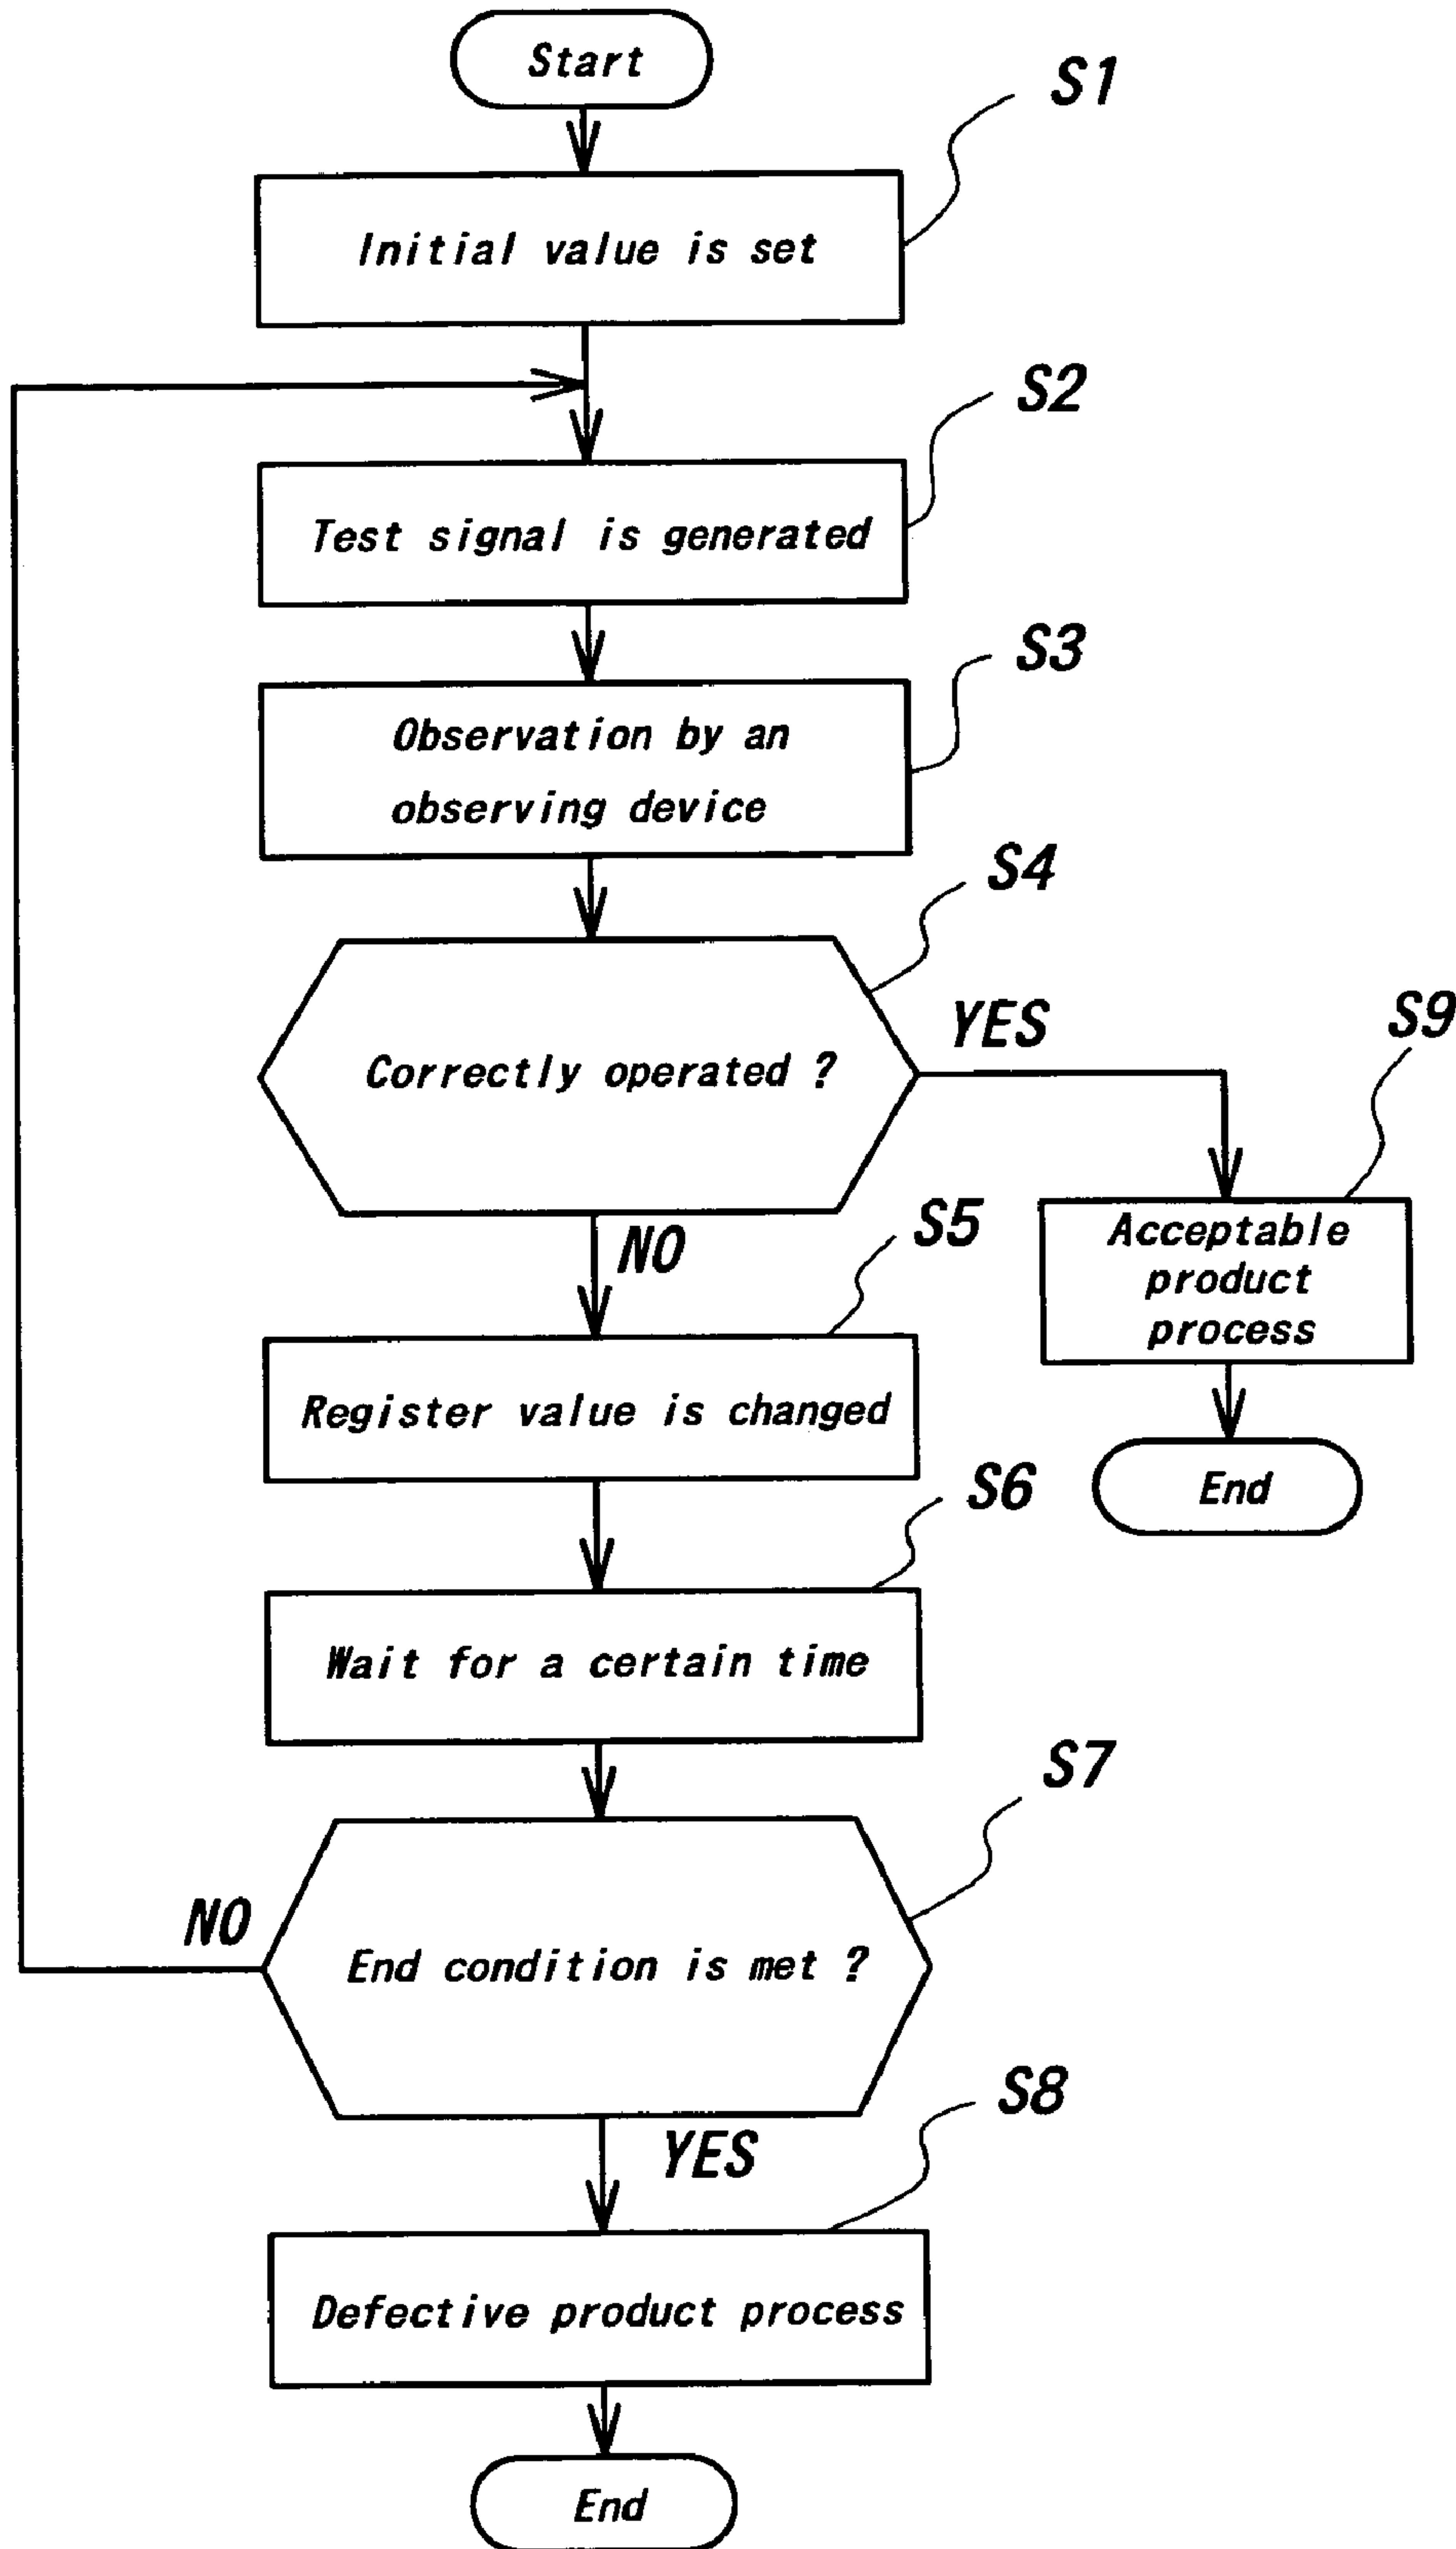 Start
S1
Initial value is set
S2
Test signal is generated
S3
Observation by an
observing device
S4
Correctly operated ?
YES
S9
Acceptable
product
process
End
NO
S5
Register value is changed
S6
Wait for a certain time
S7
End condition is met ?
NO
YES
S8
Defective product process
End